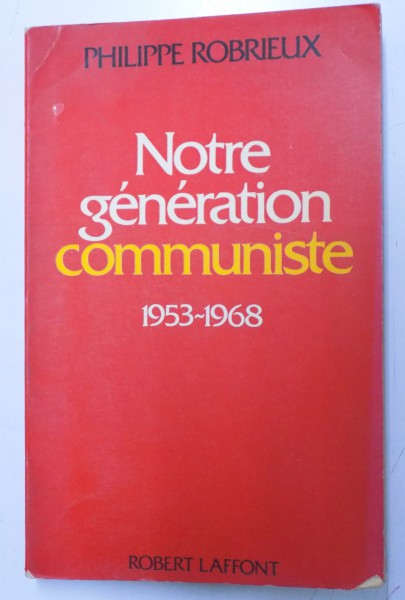 PHILIPPE ROBRIEUX
Notre
génération
communiste
1953~1968
ROBERT LAFFONT